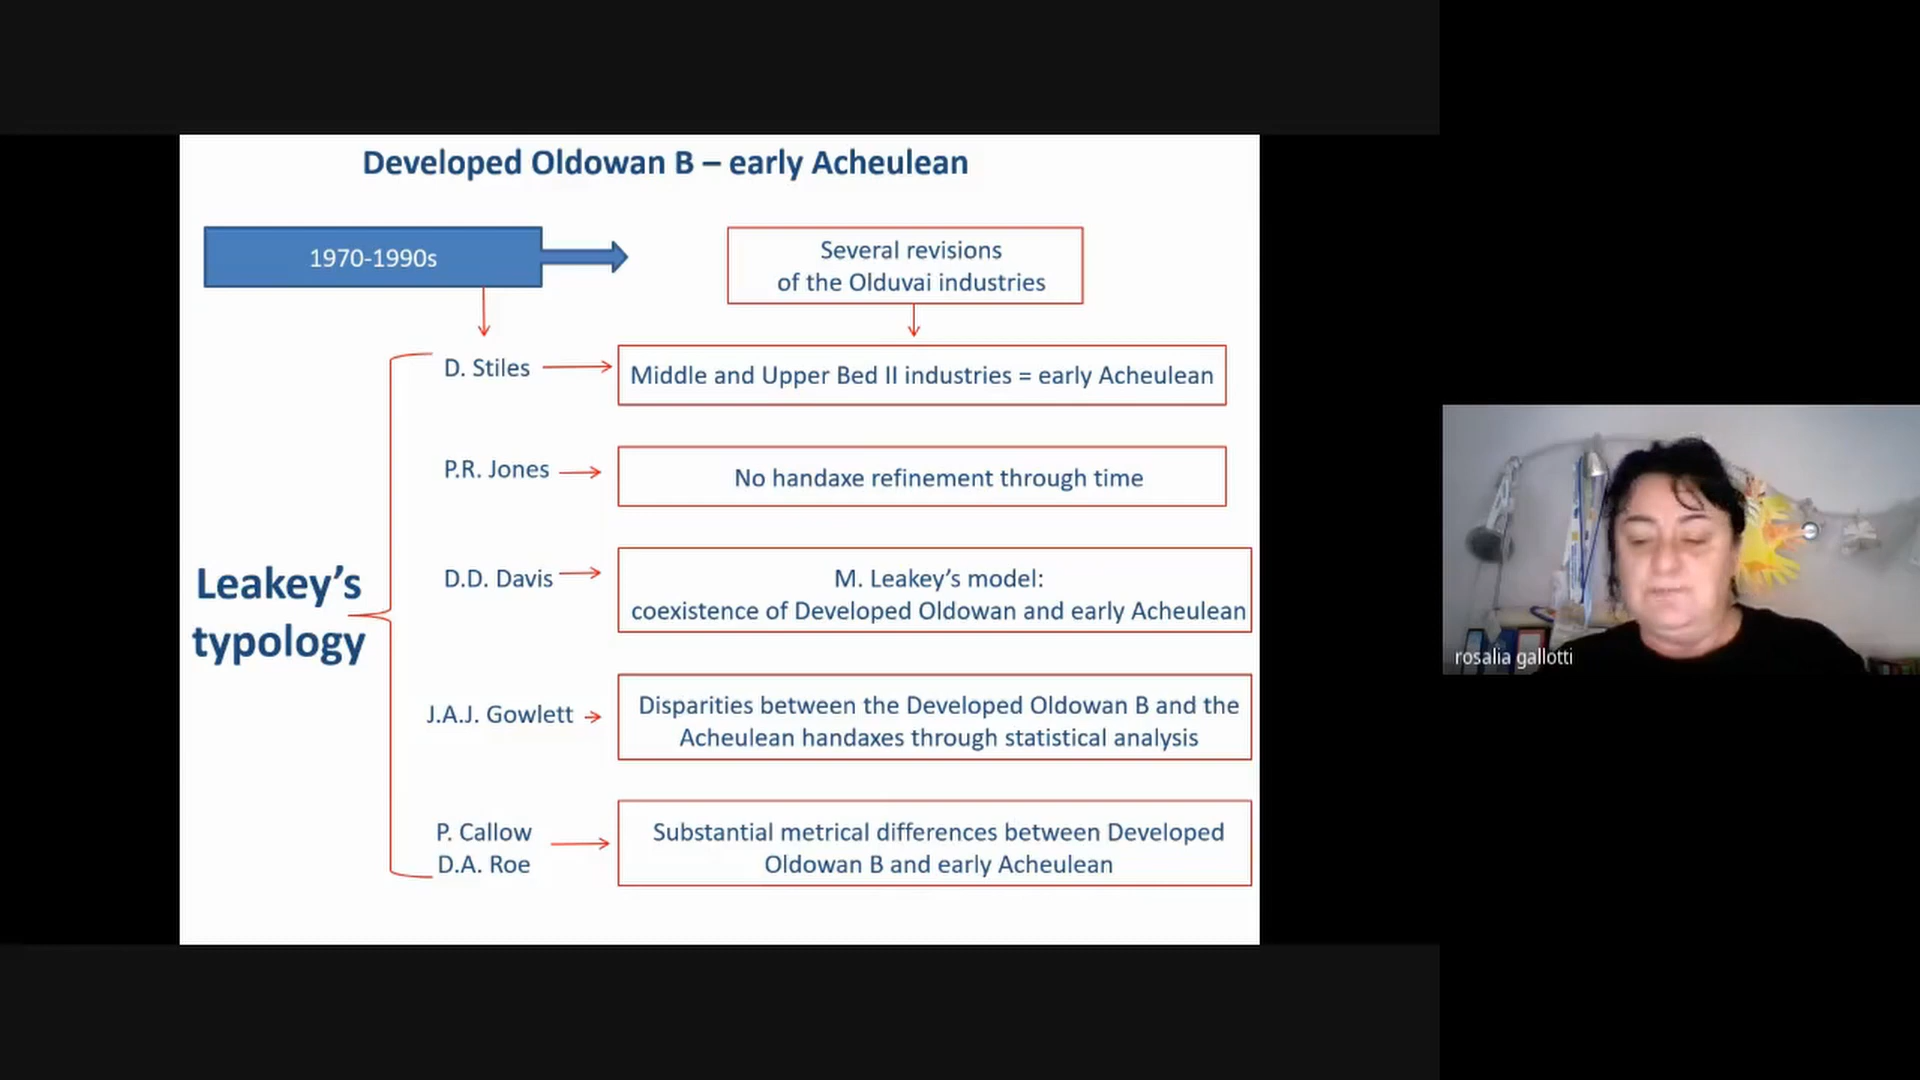 Developed Oldowan B – early Acheulean
1970-1990s
Several revisions
of the Olduvai industries
D. Stiles
Middle and Upper Bed II industries = early Acheulean
P.R. Jones
No handaxe refinement through time
Leakey’s
typology
D.D. Davis
M. Leakey’s model:
coexistence of Developed Oldowan and early Acheulean
J.A.J. Gowlett
Disparities between the Developed Oldowan B and the
Acheulean handaxes through statistical analysis
P. Callow
D.A. Roe
Substantial metrical differences between Developed
Oldowan B and early Acheulean
rosalia gallotti